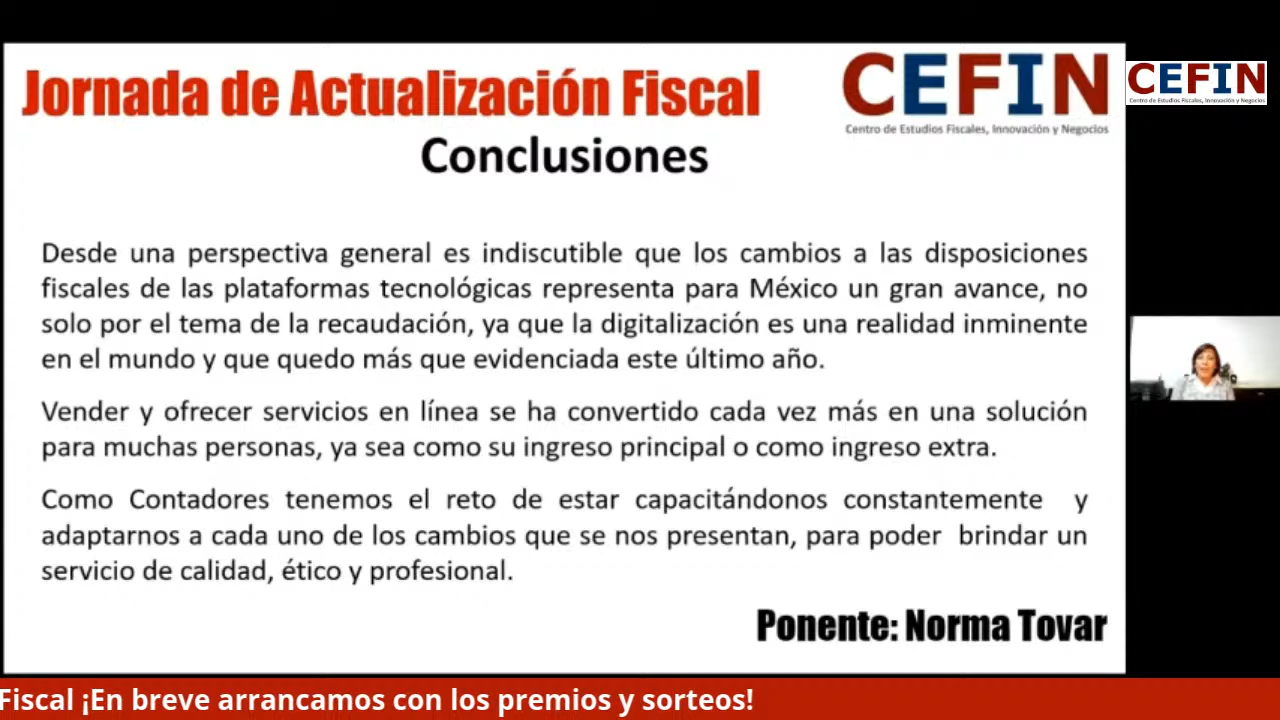 Jornada de Actualización Fiscal
CEFIN
Centro de Estudios Fiscales, Innovación y Negocios
CEFIN
Centro de Estudios Fiscales, Innovación y Negocios
Conclusiones
Desde una perspectiva general es indiscutible que los cambios a las disposiciones
fiscales de las plataformas tecnológicas representa para México un gran avance, no
solo por el tema de la recaudación, ya que la digitalización es una realidad inminente
en el mundo y que quedo más que evidenciada este último año.
Vender y ofrecer servicios en línea se ha convertido cada vez más en una solución
para muchas personas, ya sea como su ingreso principal o como ingreso extra.
Como Contadores tenemos el reto de estar capacitándonos constantemente y
adaptarnos a cada uno de los cambios que se nos presentan, para poder brindar un
servicio de calidad, ético y profesional.
Ponente: Norma Tovar
Fiscal ¡En breve arrancamos con los premios y sorteos!